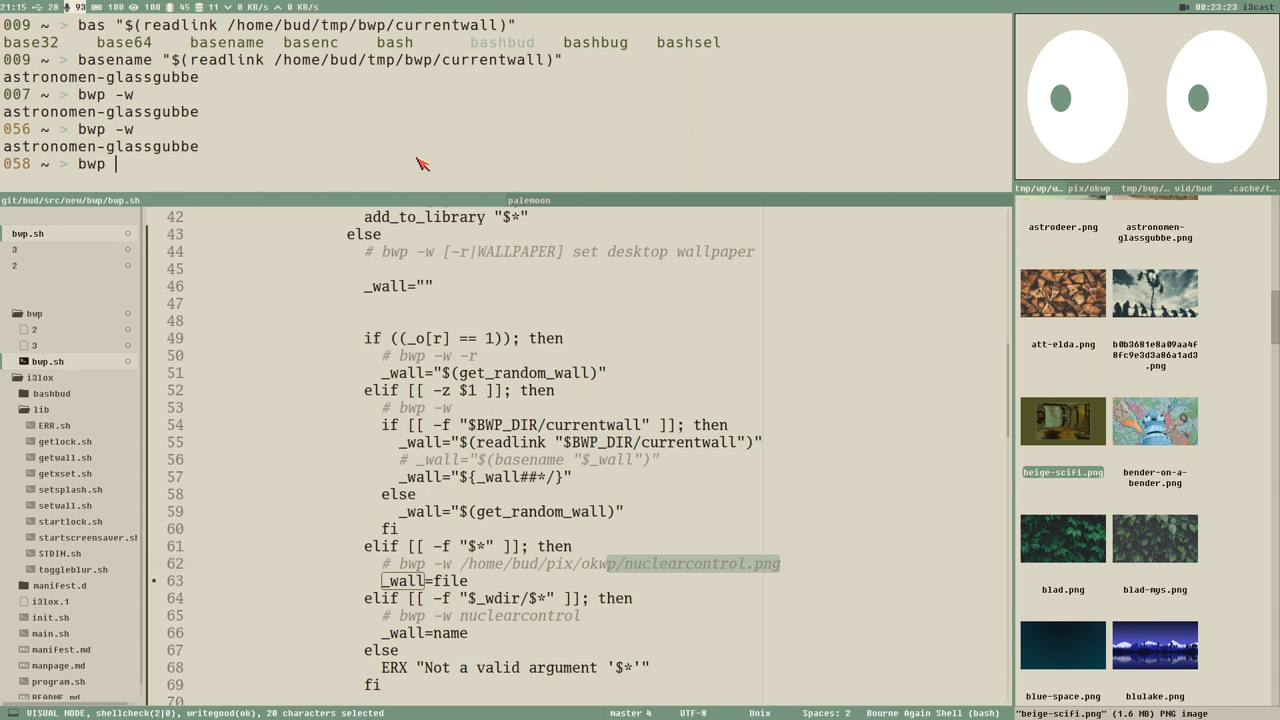 21:15 28 93 100 100 45 11 0 KB/s 0 KB/s
00:23:23 i3cast
009 ~ > bas "$(readlink /home/bud/tmp/bwp/currentwall)"
base32 base64 basename basenc bash bashbud bashbug bashsel
009 ~ > basename "$(readlink /home/bud/tmp/bwp/currentwall)"
astronomen-glassgubbe
007 ~ > bwp -w
astronomen-glassgubbe
056 ~ > bwp -w
astronomen-glassgubbe
058 ~ > bwp
git/bud/src/new/bwp/bwp.sh
palemoon
bwp.sh
3
2
bwp
2
3
bwp.sh
i3lox
bashbud
lib
ERR.sh
getlock.sh
getwall.sh
getxset.sh
setsplash.sh
setwall.sh
startlock.sh
startscreensaver.sh
STDIN.sh
toggleblur.sh
manifest.d
i3lox.1
init.sh
main.sh
manifest.md
manpage.md
program.sh
README.md
42 add_to_library "$*"
43 else
44 # bwp -w [-r|WALLPAPER] set desktop wallpaper
45
46 _wall=""
47
48
49 if ((_o[r] == 1)); then
50 # bwp -w -r
51 _wall="$(get_random_wall)"
52 elif [[ -z $1 ]]; then
53 # bwp -w
54 if [[ -f "$BWP_DIR/currentwall" ]]; then
55 _wall="$(readlink "$BWP_DIR/currentwall")"
56 # _wall="$(basename "$_wall")"
57 _wall="${_wall##*/}"
58 else
59 _wall="$(get_random_wall)"
60 fi
61 elif [[ -f "$*" ]]; then
62 # bwp -w /home/bud/pix/okwp/nuclearcontrol.png
63 _wall=file
64 elif [[ -f "$_wdir/$*" ]]; then
65 # bwp -w nuclearcontrol
66 _wall=name
67 else
68 ERX "Not a valid argument '$*'"
69 fi
70
VISUAL MODE, shellcheck(2|0), writegood(ok), 20 characters selected
master 4 UTF-8 Unix Spaces: 2 Bourne Again Shell (bash)
tmp/wp/w… pix/okwp tmp/bwp/… vid/bud .cache/t…
astrodeer.png
astronomen-
glassgubbe.png
att-elda.png
b0b3681e8a09aa4f
8fc9e3d3a86a1ad3
.png
beige-scifi.png
bender-on-a-
bender.png
blad.png
blad-mys.png
blue-space.png
blulake.png
"beige-scifi.png" (1.6 MB) PNG image